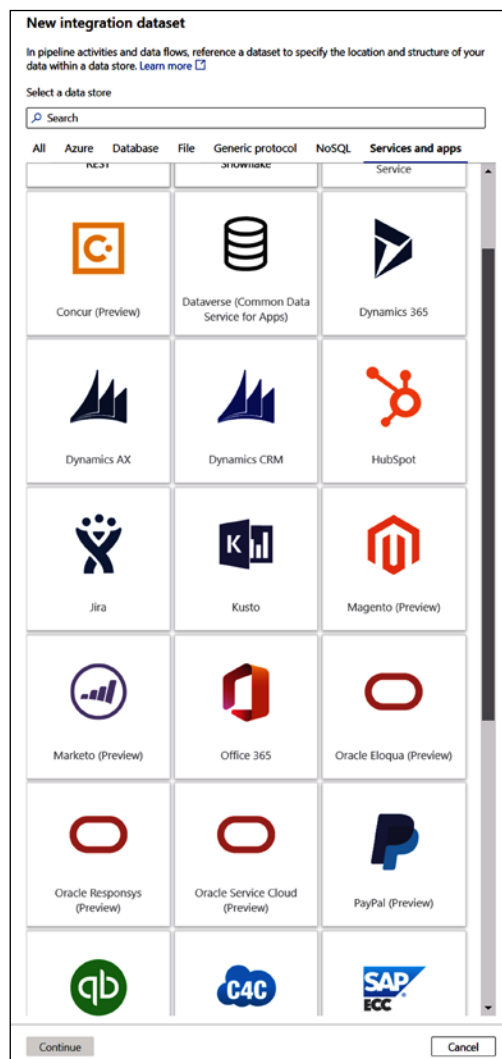 New integration dataset
In pipeline activities and data flows, reference a dataset to specify the location and structure of your
data within a data store. Learn more
Select a data store
Search
All Azure Database File Generic protocol NoSQL Services and apps
REST Snowflake Service
Concur (Preview)
Dataverse (Common Data
Service for Apps)
Dynamics 365
Dynamics AX
Dynamics CRM
HubSpot
K
Jira
Kusto
Magento (Preview)
Marketo (Preview)
Office 365
Oracle Eloqua (Preview)
Oracle Responsys
(Preview)
Oracle Service Cloud
(Preview)
PayPal (Preview)
qb
C4C
SAP
ECC
Continue
Cancel